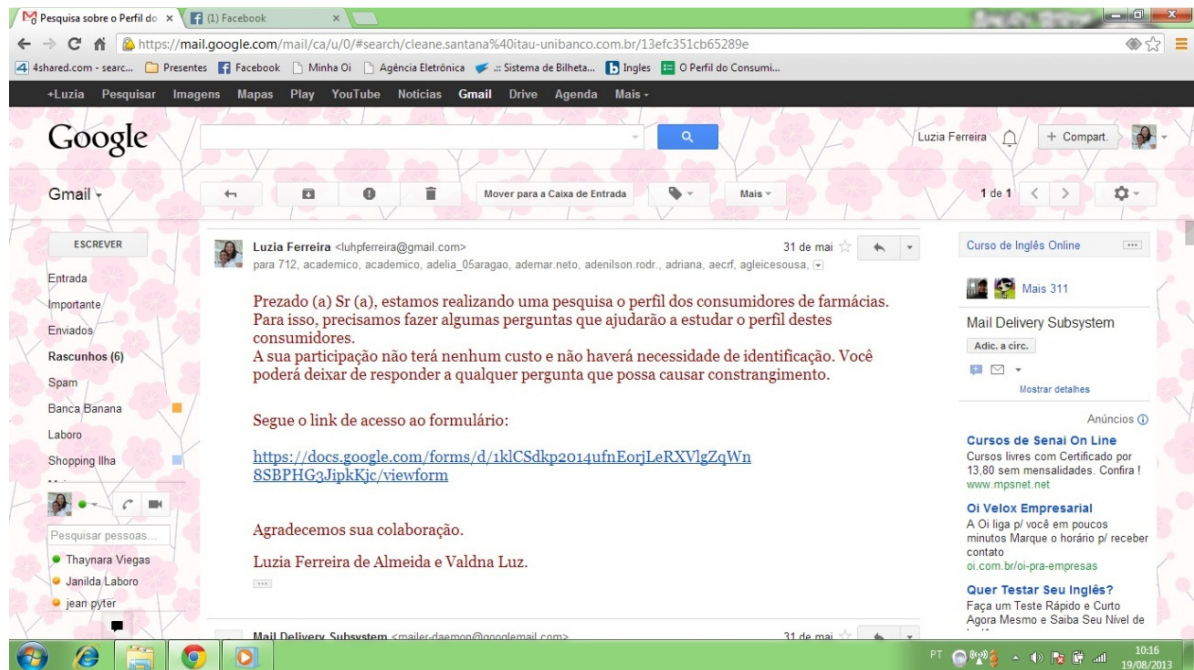 Pesquisa sobre o Perfil do
(1) Facebook
https://mail.google.com/mail/ca/u/0/#search/cleane.santana%40itau-unibanco.com.br/13efc351cb65289e
4shared.com - searc... Presentes Facebook Minha Oi Agência Eletrônica .:: Sistema de Bilheta... Ingles O Perfil do Consumi...
+Luzia Pesquisar Imagens Mapas Play YouTube Notícias Gmail Drive Agenda Mais
Google
Luzia Ferreira + Compart.
Gmail
Mover para a Caixa de Entrada
Mais
1 de 1
ESCREVER
Entrada
Importante
Enviados
Rascunhos (6)
Spam
Banca Banana
Laboro
Shopping Ilha
Pesquisar pessoas...
Thaynara Viegas
Janilda Laboro
jean pyter
Luzia Ferreira <luhpferreira@gmail.com> 31 de mai
para 712, academico, academico, adelia_05aragao, ademar.neto, adenilson.rodr., adriana, aecrf, agleicesousa,
Prezado (a) Sr (a), estamos realizando uma pesquisa o perfil dos consumidores de farmácias.
Para isso, precisamos fazer algumas perguntas que ajudarão a estudar o perfil destes
consumidores.
A sua participação não terá nenhum custo e não haverá necessidade de identificação. Você
poderá deixar de responder a qualquer pergunta que possa causar constrangimento.
Segue o link de acesso ao formulário:
https://docs.google.com/forms/d/1klCSdkp2014ufnEorjLeRXVlgZqWn
8SBPHG3JipkKjc/viewform
Agradecemos sua colaboração.
Luzia Ferreira de Almeida e Valdna Luz.
Mail Delivery Subsystem <mailer-daemon@googlemail.com> 31 de mai
Curso de Inglês Online
Mais 311
Mail Delivery Subsystem
Adic. a circ.
Mostrar detalhes
Anúncios
Cursos de Senai On Line
Cursos livres com Certificado por
13,80 sem mensalidades. Confira !
www.mpsnet.net
Oi Velox Empresarial
A Oi liga p/ você em poucos
minutos Marque o horário p/ receber
contato
oi.com.br/oi-pra-empresas
Quer Testar Seu Inglês?
Faça um Teste Rápido e Curto
Agora Mesmo e Saiba Seu Nível de
PT
10:16
19/08/2013